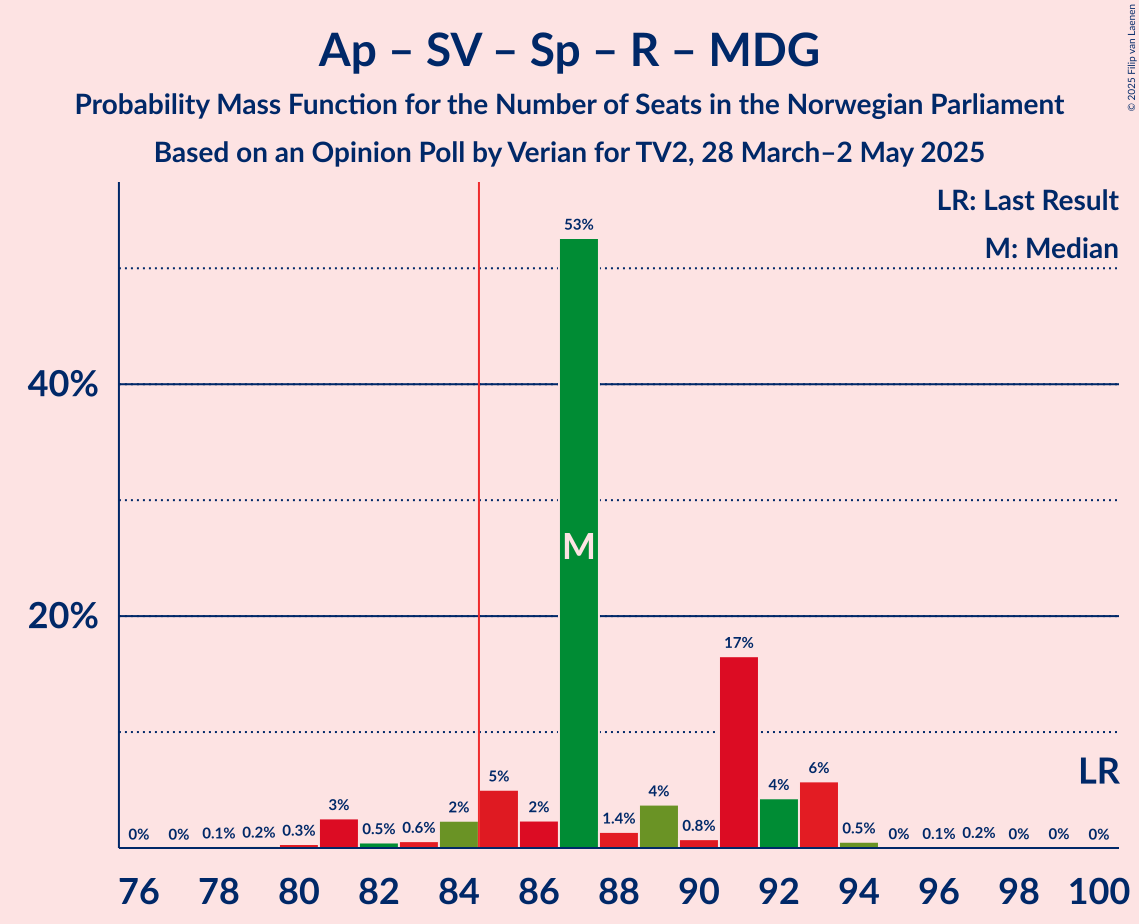 Ap – SV – Sp – R – MDG
Probability Mass Function for the Number of Seats in the Norwegian Parliament
Based on an Opinion Poll by Verian for TV2, 28 March–2 May 2025
© 2025 Filip van Laenen
LR: Last Result
M: Median
53%
40%
M
20%
17%
LR
0% 0% 0.1% 0.2% 0.3% 3% 0.5% 0.6% 2% 5% 2% 1.4% 4% 0.8% 4% 6% 0.5% 0% 0.1% 0.2% 0% 0% 0%
76 78 80 82 84 86 88 90 92 94 96 98 100